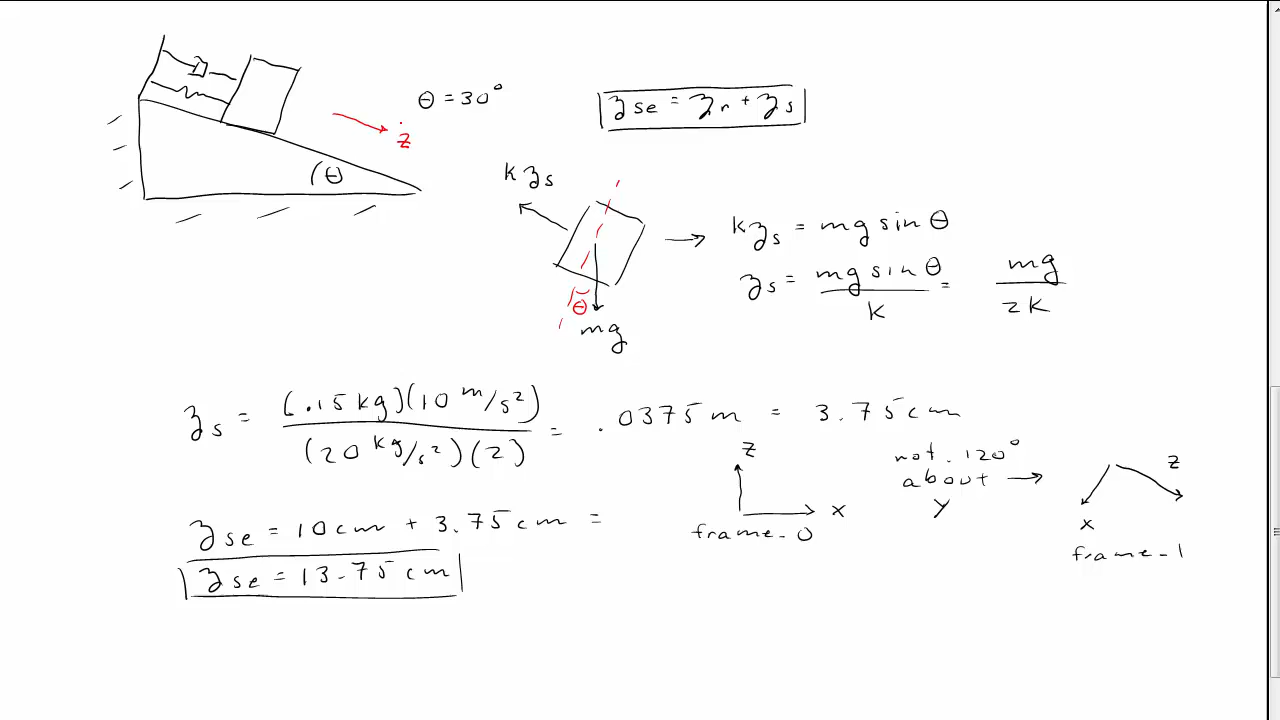 θ = 30°
ż
θ
zse = zr + zs
k zs
θ
mg
kzs = mg sin θ
zs = mg sin θ / k = mg / 2k
zs = (.15 kg)(10 m/s²) / (20 kg/s²)(2) = .0375 m = 3.75 cm
z
x
frame-0
rot. 120°
about
y
z
x
frame-1
zse = 10 cm + 3.75 cm =
zse = 13.75 cm